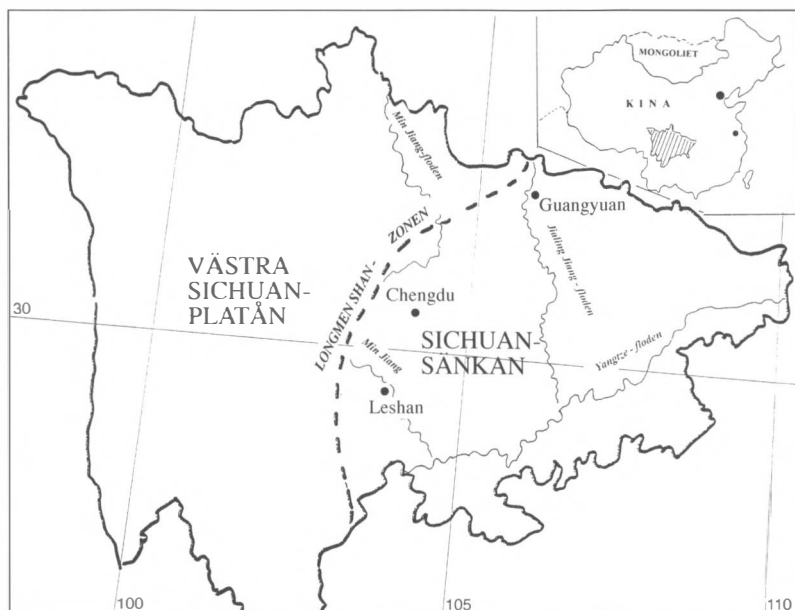 MONGOLIET
KINA
Min Jiang-floden
Guangyuan
ZONEN
Jialing Jiang - floden
VÄSTRA
SICHUAN-
PLATÅN
LONGMEN SHAN-
Chengdu
30
SICHUAN-
SÄNKAN
Yangtze - floden
Min Jiang
Leshan
100
105
110